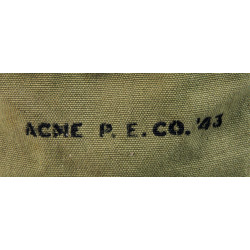 ACME P. E. CO. '43